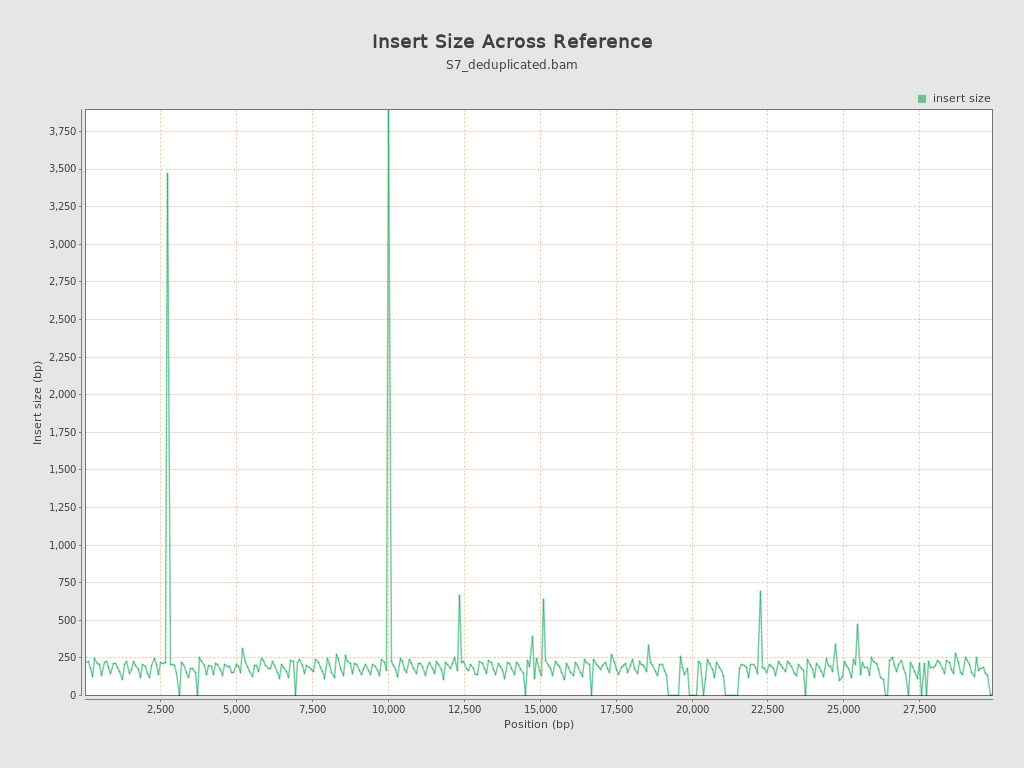 Insert Size Across Reference
S7_deduplicated.bam
insert size
3,750
3,500
3,250
3,000
2,750
2,500
2,250
2,000
1,750
1,500
1,250
1,000
750
500
250
0
Insert size (bp)
2,500 5,000 7,500 10,000 12,500 15,000 17,500 20,000 22,500 25,000 27,500
Position (bp)